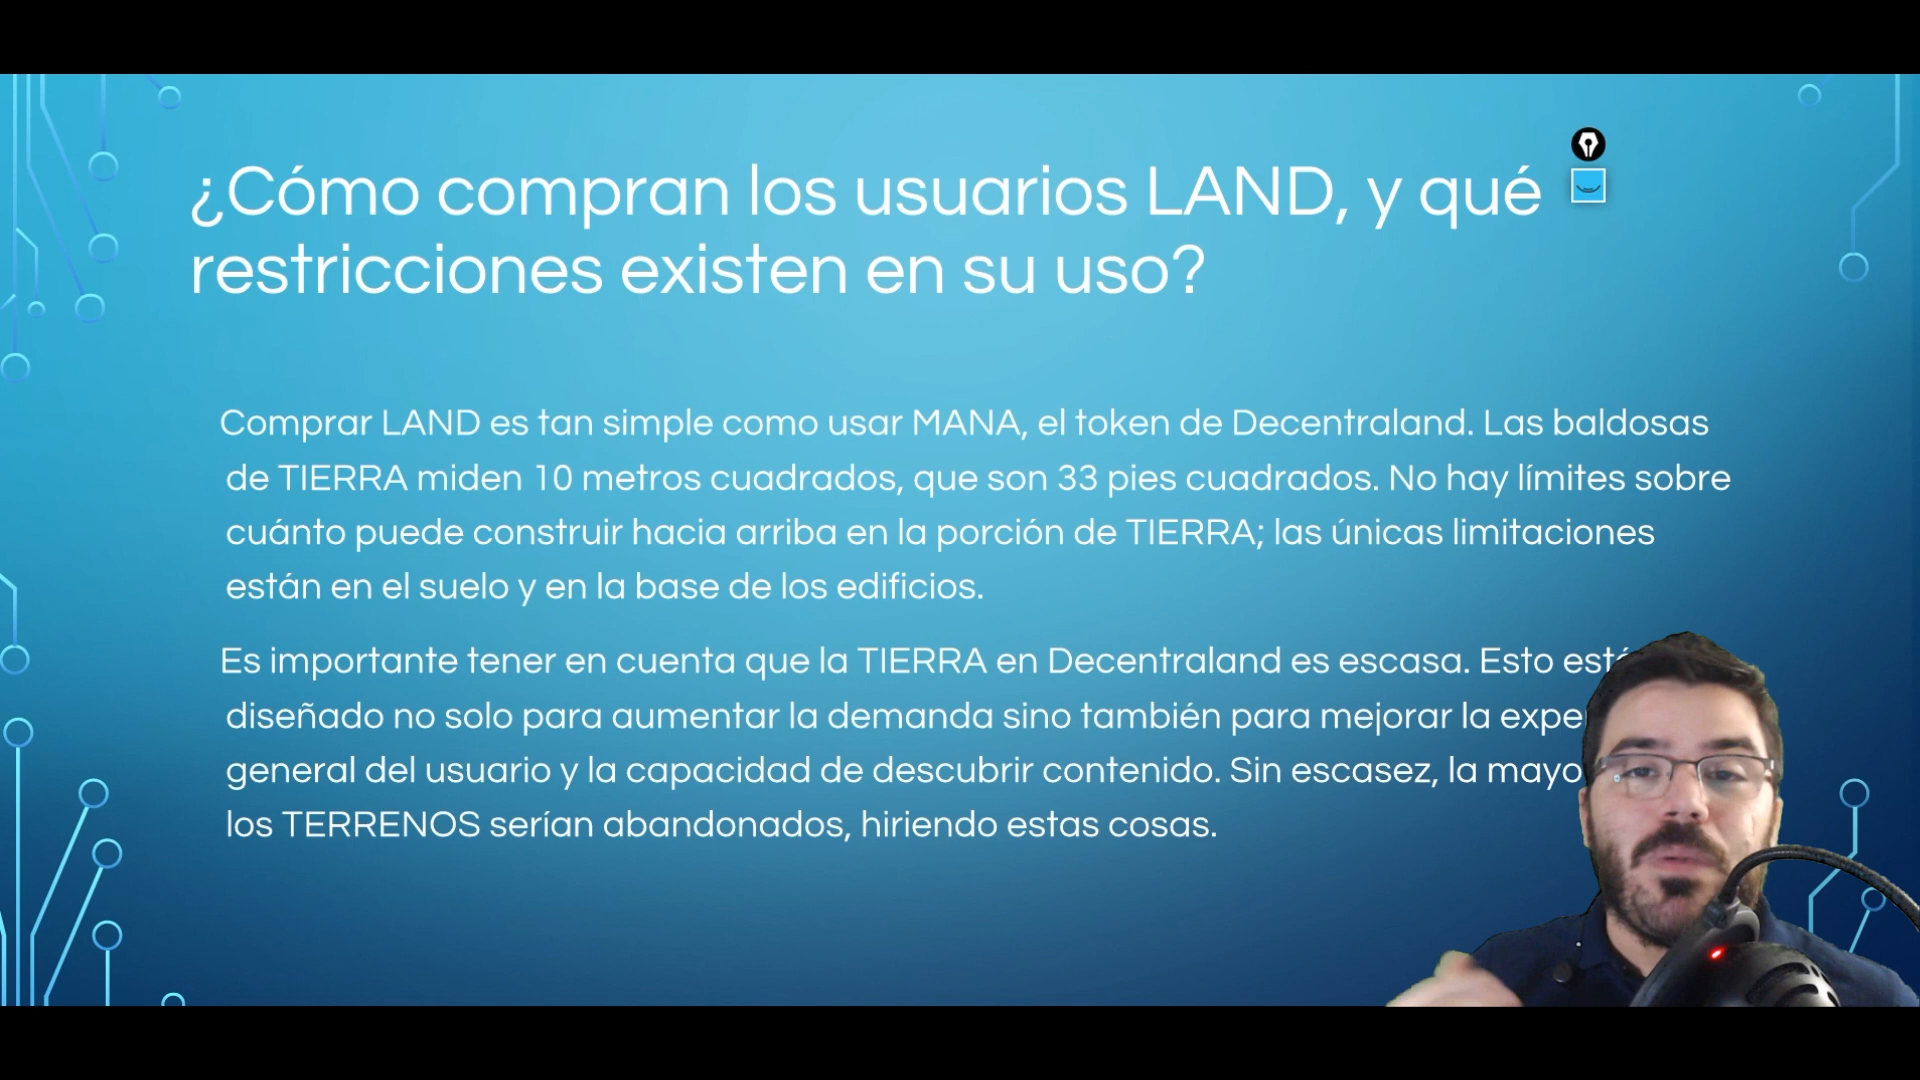 ¿Cómo compran los usuarios LAND, y qué
restricciones existen en su uso?
Comprar LAND es tan simple como usar MANA, el token de Decentraland. Las baldosas
de TIERRA miden 10 metros cuadrados, que son 33 pies cuadrados. No hay límites sobre
cuánto puede construir hacia arriba en la porción de TIERRA; las únicas limitaciones
están en el suelo y en la base de los edificios.
Es importante tener en cuenta que la TIERRA en Decentraland es escasa. Esto está
diseñado no solo para aumentar la demanda sino también para mejorar la
general del usuario y la capacidad de descubrir contenido. Sin escasez, la
los TERRENOS serían abandonados, hiriendo estas cosas.